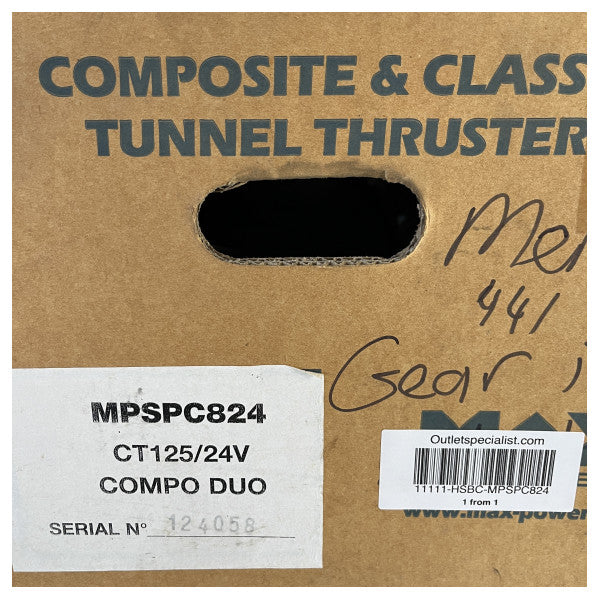 COMPOSITE & CLASS
TUNNEL THRUSTER
441
Gear
MPSPC824
CT125/24V
COMPO DUO
SERIAL N° 124058
Outletspecialist.com
11111-HSBC-MPSPC824
1 from 1
www.max-power